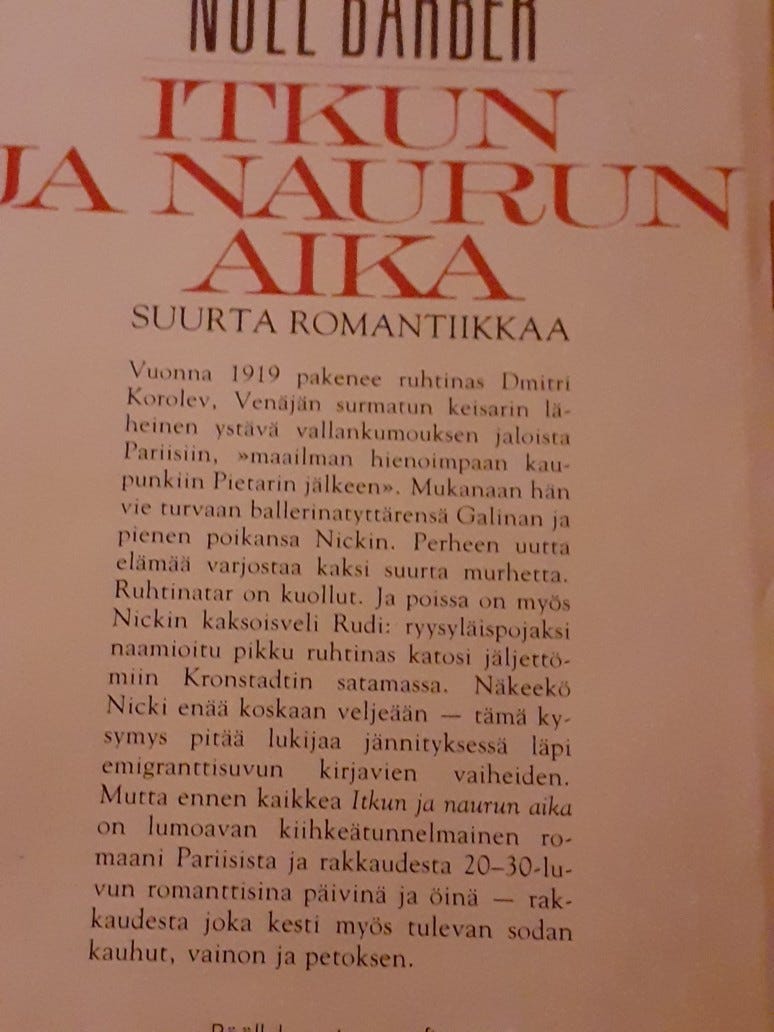 NOEL BARBER
ITKUN
JA NAURUN
AIKA
SUURTA ROMANTIIKKAA
Vuonna 1919 pakenee ruhtinas Dmitri
Korolev, Venäjän surmatun keisarin lä-
heinen ystävä vallankumouksen jaloista
Pariisiin, »maailman hienoimpaan kau-
punkiin Pietarin jälkeen». Mukanaan hän
vie turvaan ballerinatyttärensä Galinan ja
pienen poikansa Nickin. Perheen uutta
elämää varjostaa kaksi suurta murhetta.
Ruhtinatar on kuollut. Ja poissa on myös
Nickin kaksoisveli Rudi: ryysyläispojaksi
naamioitu pikku ruhtinas katosi jäljettö-
miin Kronstadtin satamassa. Näkeekö
Nicki enää koskaan veljeään — tämä ky-
symys pitää lukijaa jännityksessä läpi
emigranttisuvun kirjavien vaiheiden.
Mutta ennen kaikkea Itkun ja naurun aika
on lumoavan kiihkeätunnelmainen ro-
maani Pariisista ja rakkaudesta 20–30-lu-
vun romanttisina päivinä ja öinä — rak-
kaudesta joka kesti myös tulevan sodan
kauhut, vainon ja petoksen.